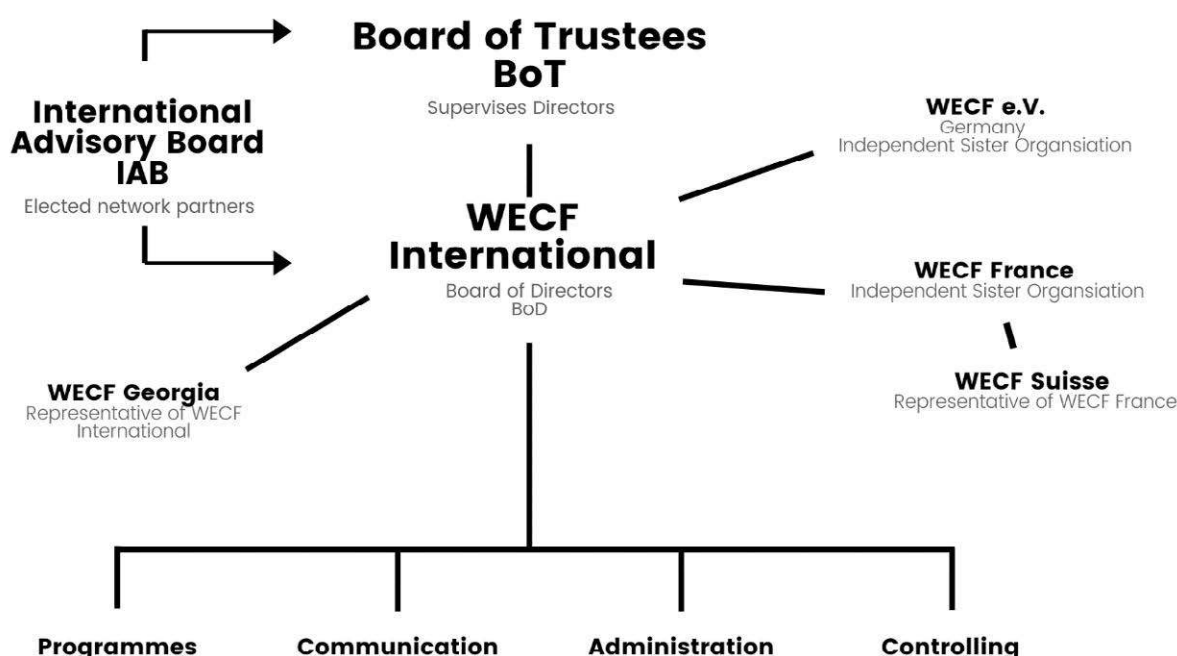 Board of Trustees
BoT
Supervises Directors
International
Advisory Board
IAB
Elected network partners
WECF e.V.
Germany
Independent Sister Organsiation
WECF
International
Board of Directors
BoD
WECF France
Independent Sister Organsiation
WECF Georgia
Representative of WECF
International
WECF Suisse
Representative of WECF France
Programmes
Communication
Administration
Controlling